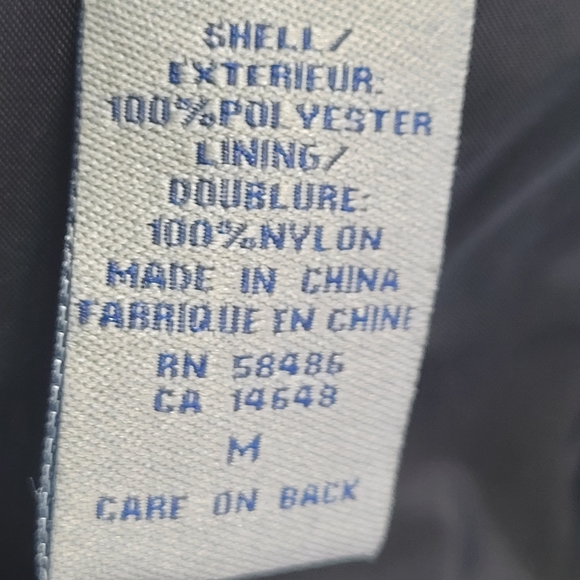 SHELL/
EXTERIEUR:
100%POLYESTER
LINING/
DOUBLURE:
100%NYLON
MADE IN CHINA
FABRIQUE EN CHINE
RN 58486
CA 14648
M
CARE ON BACK